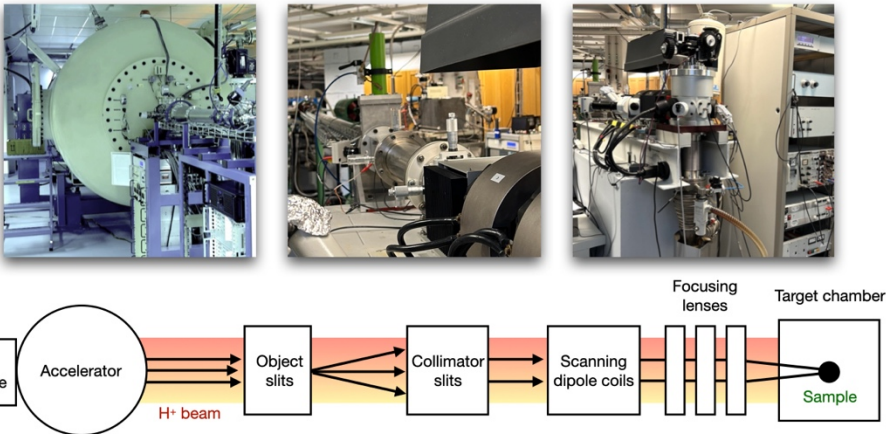 Focusing
lenses
Target chamber
Accelerator
Object
slits
Collimator
slits
Scanning
dipole coils
Sample
H⁺ beam